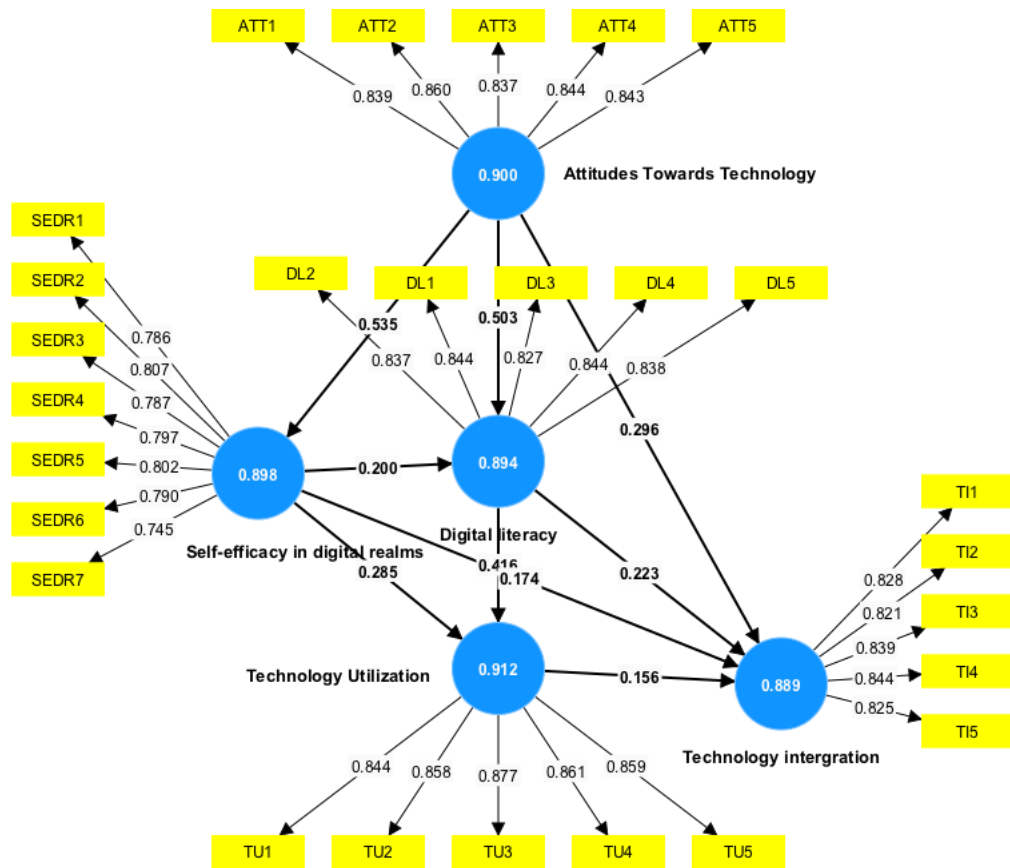 ATT1 ATT2 ATT3 ATT4 ATT5
0.839 0.860 0.837 0.844 0.843
0.900 Attitudes Towards Technology
SEDR1
SEDR2
SEDR3
SEDR4
SEDR5
SEDR6
SEDR7
0.786
0.807
0.787
0.797
0.802
0.790
0.745
DL2 DL1 DL3 DL4 DL5
0.535 0.503
0.837 0.844 0.827 0.844 0.838
0.296
0.898 0.200 0.894
Self-efficacy in digital realms
Digital literacy
0.285 0.416 0.174 0.223
Technology Utilization 0.912 0.156 0.889
Technology intergration
TI1
TI2
TI3
TI4
TI5
0.828
0.821
0.839
0.844
0.825
0.844 0.858 0.877 0.861 0.859
TU1 TU2 TU3 TU4 TU5